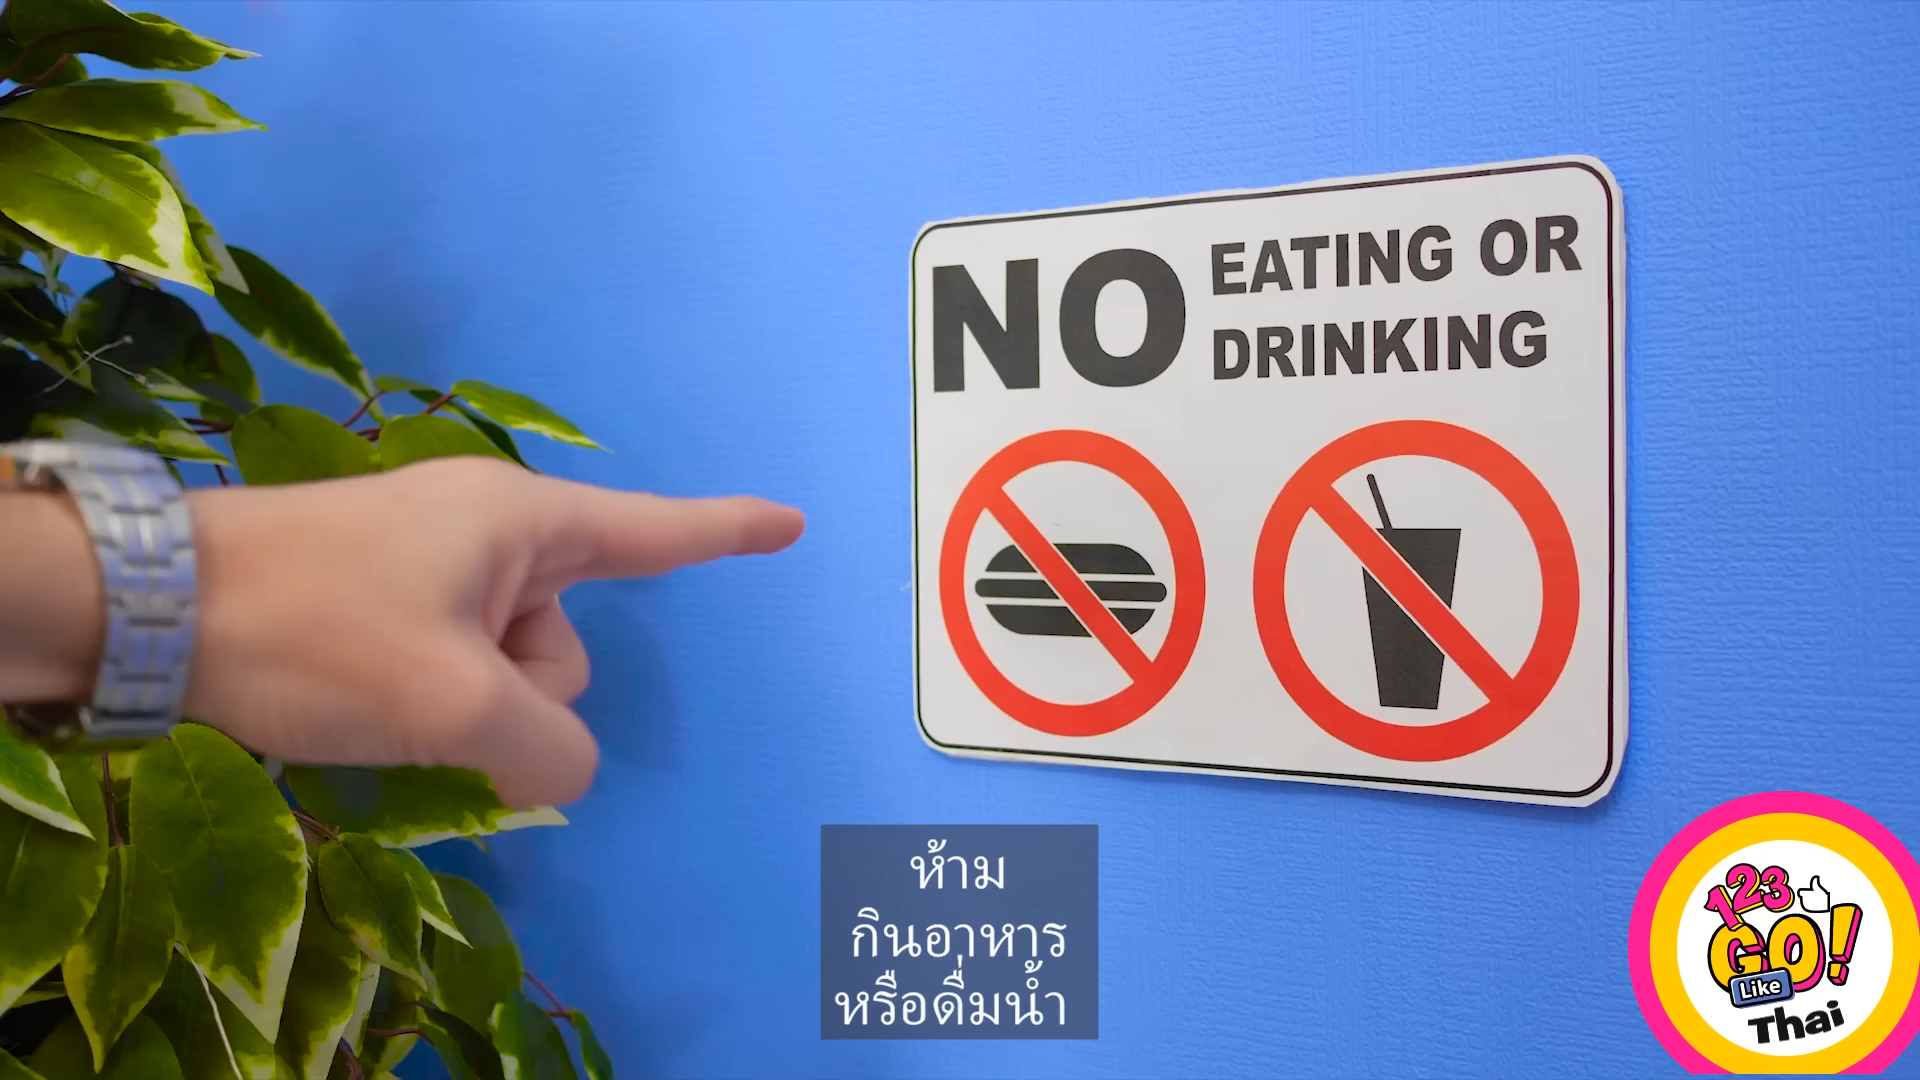 NO EATING OR
DRINKING
ห้าม
กินอาหาร
หรือดื่มน้ำ
123
GO!
Like
Thai